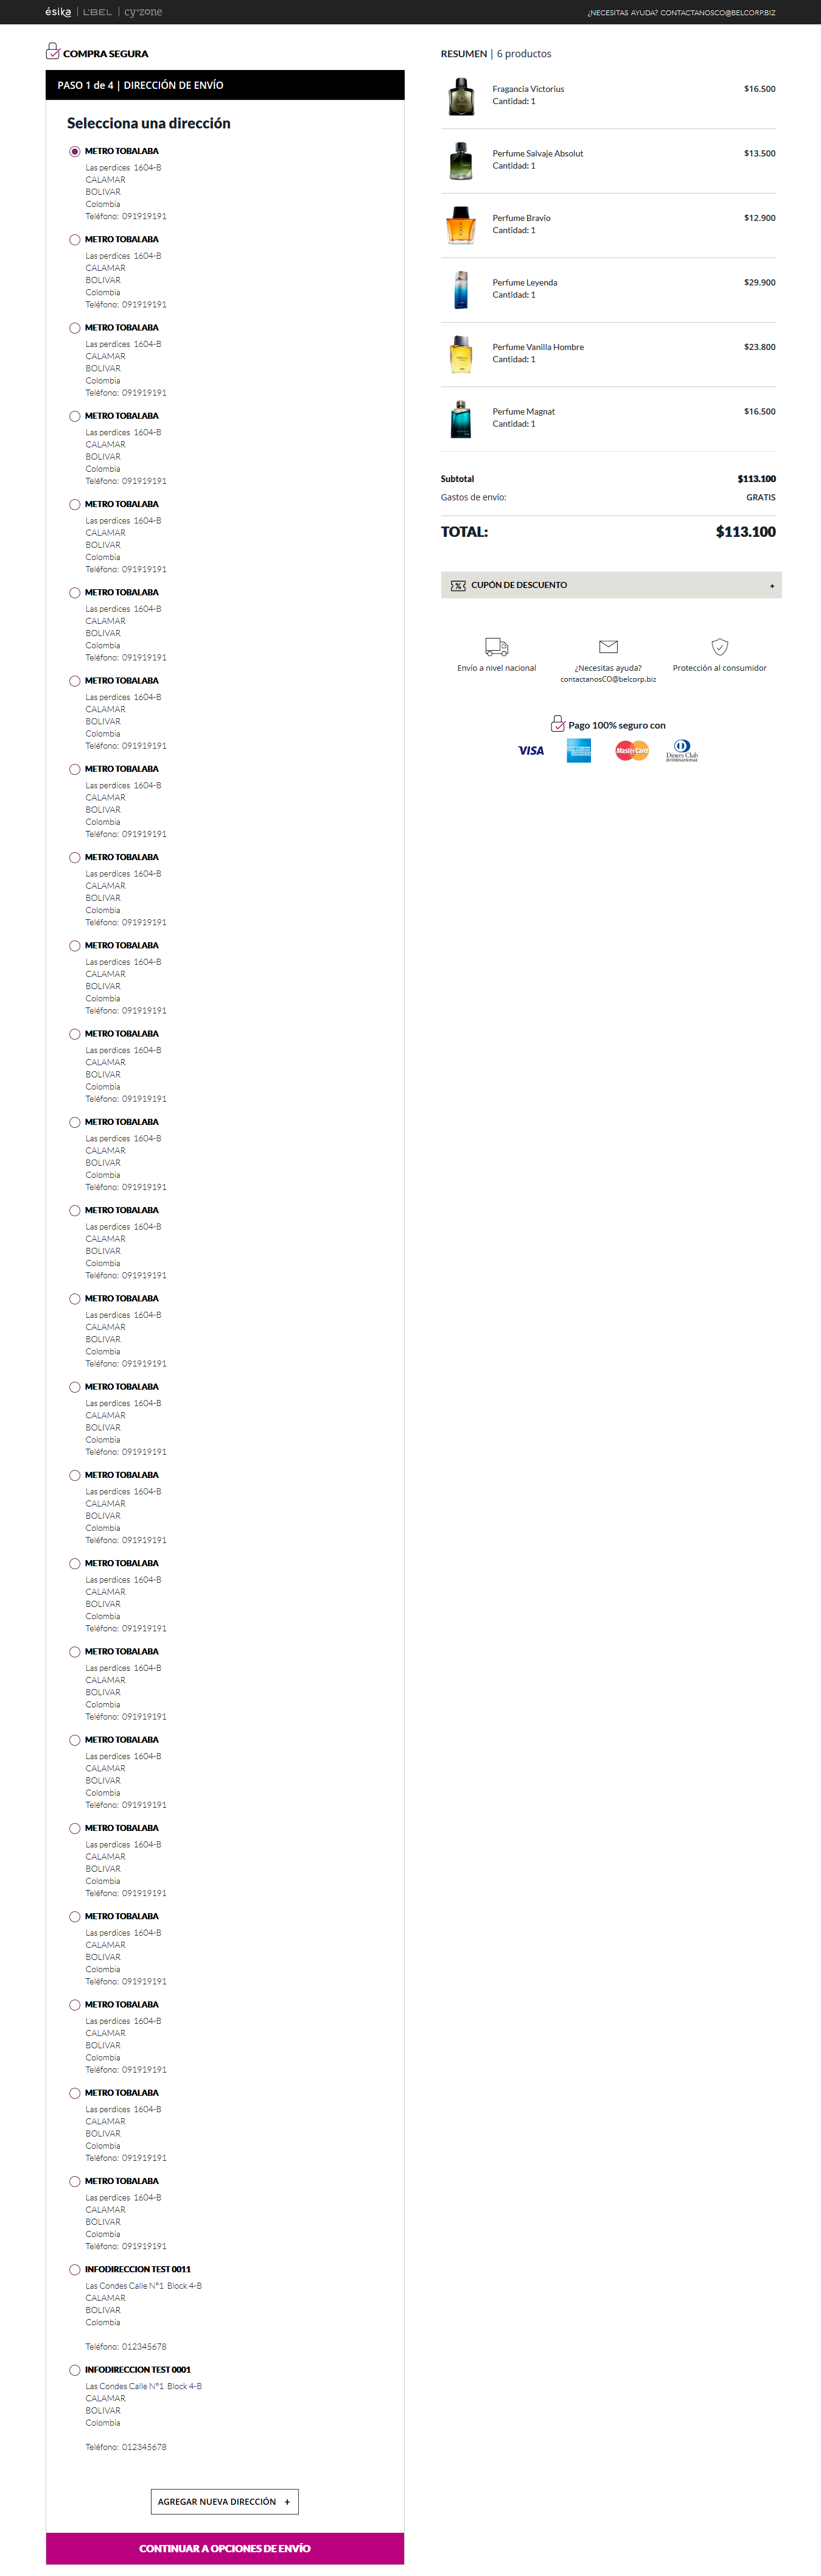 ésika | L'BEL | cy°zone
¿NECESITAS AYUDA? CONTACTANOSCO@BELCORP.BIZ
COMPRA SEGURA
PASO 1 de 4 | DIRECCIÓN DE ENVÍO
Selecciona una dirección
METRO TOBALABA
Las perdices 1604-B
CALAMAR
BOLIVAR
Colombia
Teléfono: 091919191
METRO TOBALABA
Las perdices 1604-B
CALAMAR
BOLIVAR
Colombia
Teléfono: 091919191
METRO TOBALABA
Las perdices 1604-B
CALAMAR
BOLIVAR
Colombia
Teléfono: 091919191
METRO TOBALABA
Las perdices 1604-B
CALAMAR
BOLIVAR
Colombia
Teléfono: 091919191
METRO TOBALABA
Las perdices 1604-B
CALAMAR
BOLIVAR
Colombia
Teléfono: 091919191
METRO TOBALABA
Las perdices 1604-B
CALAMAR
BOLIVAR
Colombia
Teléfono: 091919191
METRO TOBALABA
Las perdices 1604-B
CALAMAR
BOLIVAR
Colombia
Teléfono: 091919191
METRO TOBALABA
Las perdices 1604-B
CALAMAR
BOLIVAR
Colombia
Teléfono: 091919191
METRO TOBALABA
Las perdices 1604-B
CALAMAR
BOLIVAR
Colombia
Teléfono: 091919191
METRO TOBALABA
Las perdices 1604-B
CALAMAR
BOLIVAR
Colombia
Teléfono: 091919191
METRO TOBALABA
Las perdices 1604-B
CALAMAR
BOLIVAR
Colombia
Teléfono: 091919191
METRO TOBALABA
Las perdices 1604-B
CALAMAR
BOLIVAR
Colombia
Teléfono: 091919191
METRO TOBALABA
Las perdices 1604-B
CALAMAR
BOLIVAR
Colombia
Teléfono: 091919191
METRO TOBALABA
Las perdices 1604-B
CALAMAR
BOLIVAR
Colombia
Teléfono: 091919191
METRO TOBALABA
Las perdices 1604-B
CALAMAR
BOLIVAR
Colombia
Teléfono: 091919191
METRO TOBALABA
Las perdices 1604-B
CALAMAR
BOLIVAR
Colombia
Teléfono: 091919191
METRO TOBALABA
Las perdices 1604-B
CALAMAR
BOLIVAR
Colombia
Teléfono: 091919191
METRO TOBALABA
Las perdices 1604-B
CALAMAR
BOLIVAR
Colombia
Teléfono: 091919191
METRO TOBALABA
Las perdices 1604-B
CALAMAR
BOLIVAR
Colombia
Teléfono: 091919191
METRO TOBALABA
Las perdices 1604-B
CALAMAR
BOLIVAR
Colombia
Teléfono: 091919191
METRO TOBALABA
Las perdices 1604-B
CALAMAR
BOLIVAR
Colombia
Teléfono: 091919191
METRO TOBALABA
Las perdices 1604-B
CALAMAR
BOLIVAR
Colombia
Teléfono: 091919191
METRO TOBALABA
Las perdices 1604-B
CALAMAR
BOLIVAR
Colombia
Teléfono: 091919191
METRO TOBALABA
Las perdices 1604-B
CALAMAR
BOLIVAR
Colombia
Teléfono: 091919191
INFODIRECCION TEST 0011
Las Condes Calle N°1 Block 4-B
CALAMAR
BOLIVAR
Colombia
Teléfono: 012345678
INFODIRECCION TEST 0001
Las Condes Calle N°1 Block 4-B
CALAMAR
BOLIVAR
Colombia
Teléfono: 012345678
AGREGAR NUEVA DIRECCIÓN +
CONTINUAR A OPCIONES DE ENVÍO
RESUMEN | 6 productos
Fragancia Victorius $16.500
Cantidad: 1
Perfume Salvaje Absolut $13.500
Cantidad: 1
Perfume Bravio $12.900
Cantidad: 1
Perfume Leyenda $29.900
Cantidad: 1
Perfume Vanilla Hombre $23.800
Cantidad: 1
Perfume Magnat $16.500
Cantidad: 1
Subtotal $113.100
Gastos de envío: GRATIS
TOTAL: $113.100
CUPÓN DE DESCUENTO +
Envío a nivel nacional
¿Necesitas ayuda?
contactanosCO@belcorp.biz
Protección al consumidor
Pago 100% seguro con
VISA
MasterCard
Diners Club
INTERNATIONAL